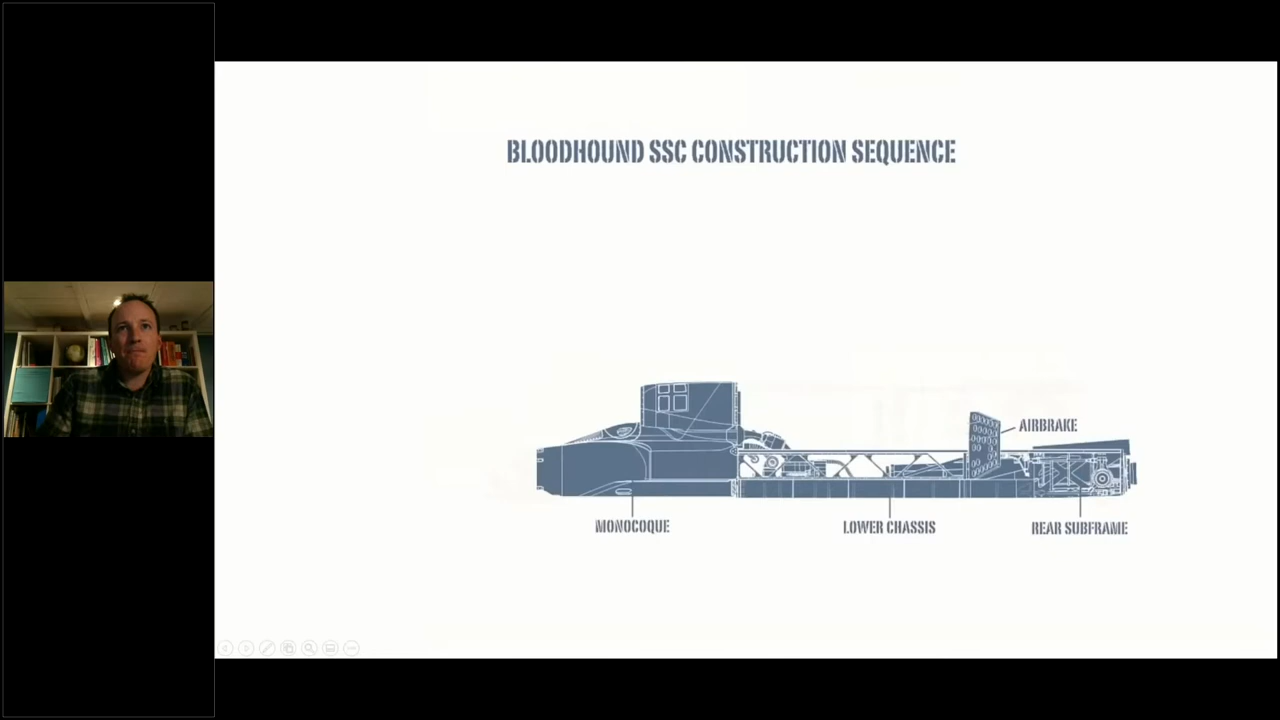 BLOODHOUND SSC CONSTRUCTION SEQUENCE
AIRBRAKE
MONOCOQUE
LOWER CHASSIS
REAR SUBFRAME